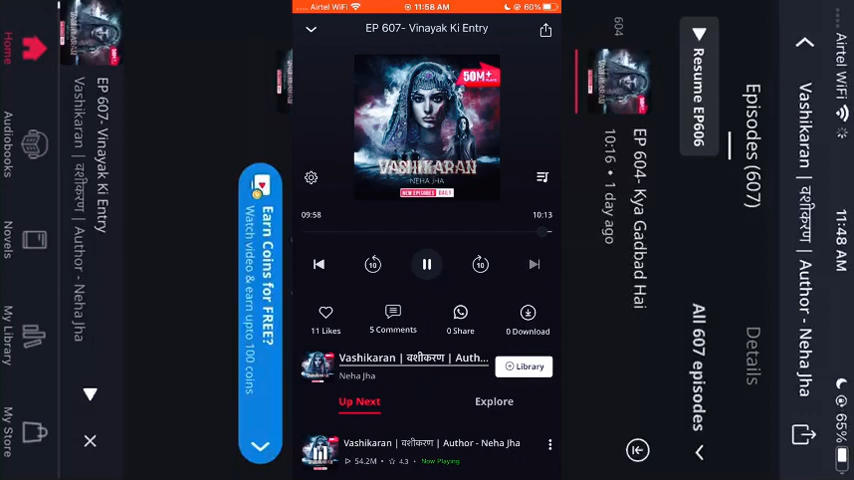 Airtel WiFi
11:58 AM
60%
EP 607- Vinayak Ki Entry
50M+
PLAYS
VASHIKARAN
NEHA JHA
NEW EPISODES DAILY
09:58
10:13
10
10
11 Likes
5 Comments
0 Share
0 Download
Vashikaran | वशीकरण | Auth...
Neha Jha
Library
Up Next
Explore
Vashikaran | वशीकरण | Author - Neha Jha
54.2M • 4.3 • Now Playing
Airtel WiFi
11:48 AM
65%
Vashikaran | वशीकरण | Author - Neha Jha
Episodes (607)
Details
Resume EP606
All 607 episodes
604
EP 604- Kya Gadbad Hai
10:16 • 1 day ago
Earn Coins for FREE?
Watch video & earn upto 100 coins
EP 607- Vinayak Ki Entry
Vashikaran | वशीकरण | Author - Neha Jha
Home
Audiobooks
Novels
My Library
My Store